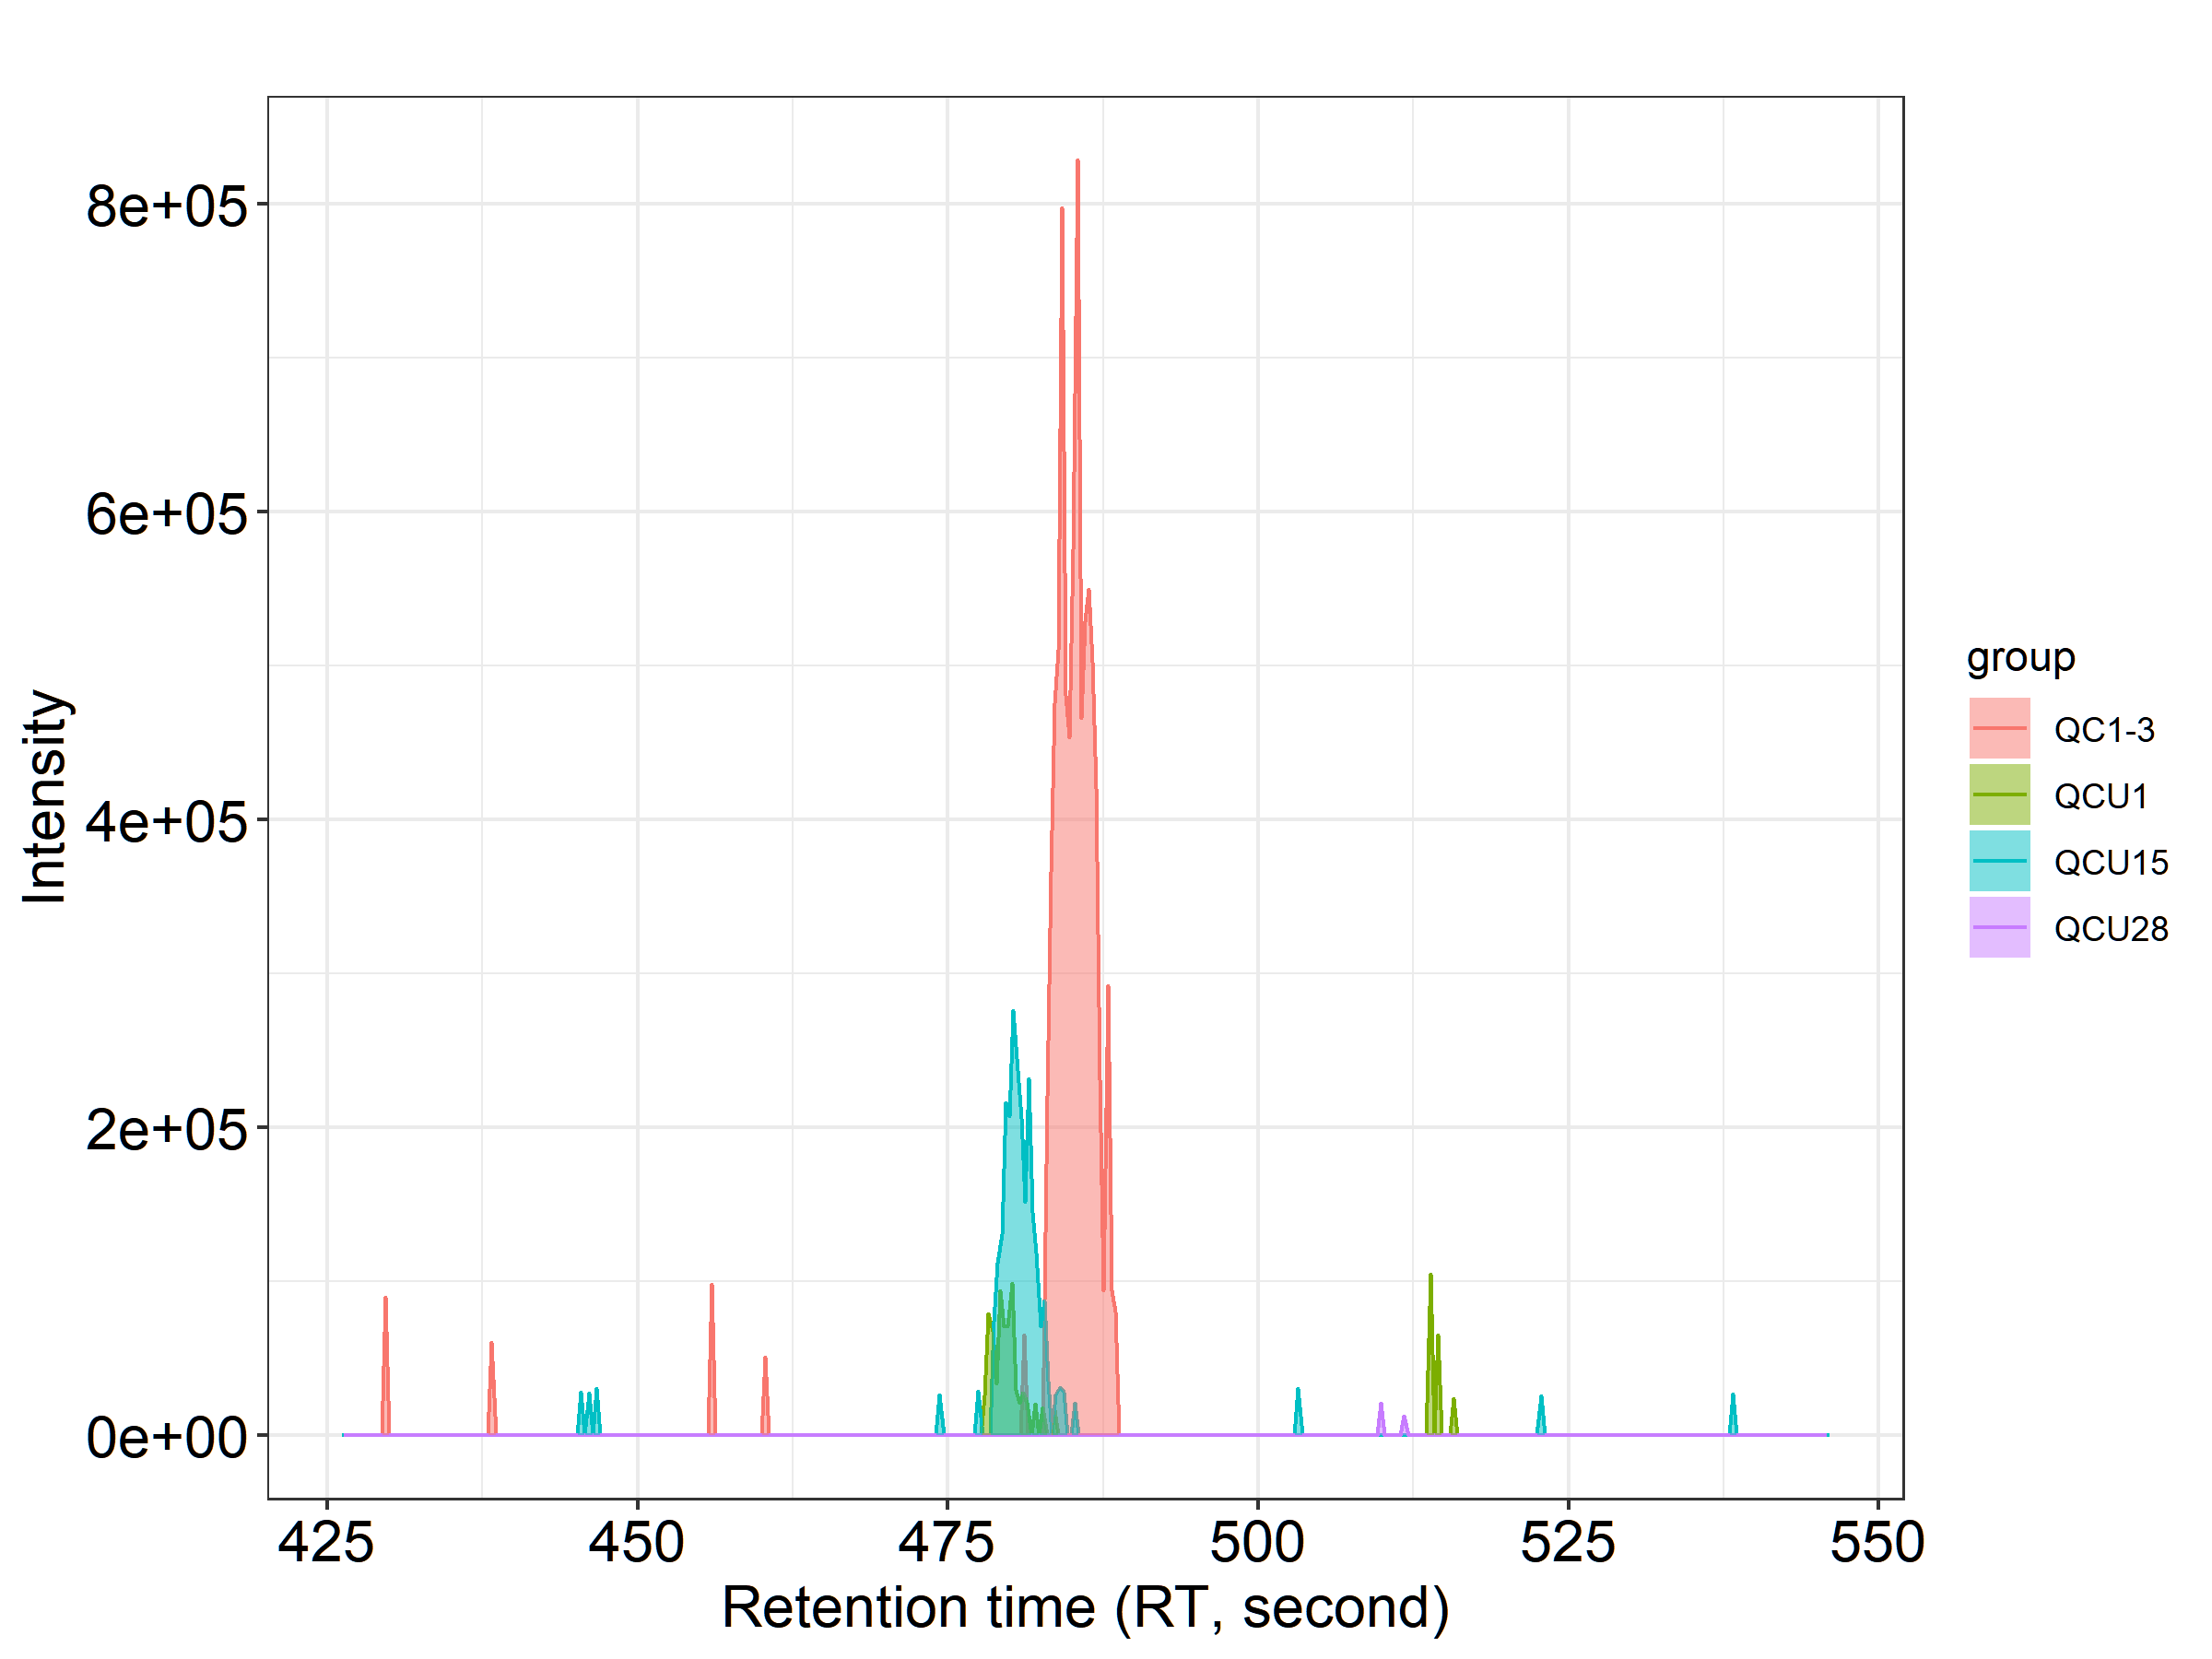 8e+05
6e+05
4e+05
2e+05
0e+00
Intensity
425 450 475 500 525 550
Retention time (RT, second)
group
QC1-3
QCU1
QCU15
QCU28